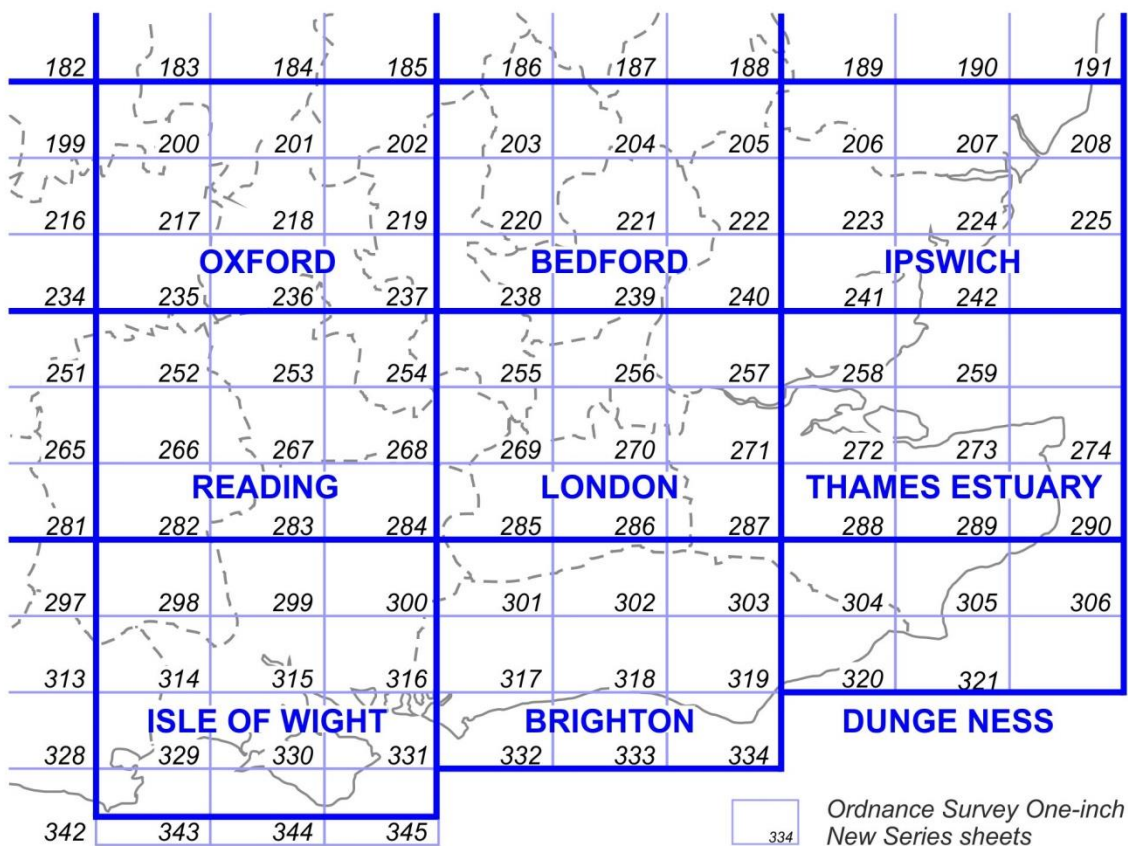 182 183 184 185 186 187 188 189 190 191
199 200 201 202 203 204 205 206 207 208
216 217 218 219 220 221 222 223 224 225
OXFORD BEDFORD IPSWICH
234 235 236 237 238 239 240 241 242
251 252 253 254 255 256 257 258 259
265 266 267 268 269 270 271 272 273 274
READING LONDON THAMES ESTUARY
281 282 283 284 285 286 287 288 289 290
297 298 299 300 301 302 303 304 305 306
313 314 315 316 317 318 319 320 321
ISLE OF WIGHT BRIGHTON DUNGE NESS
328 329 330 331 332 333 334
342 343 344 345
334 Ordnance Survey One-inch
New Series sheets